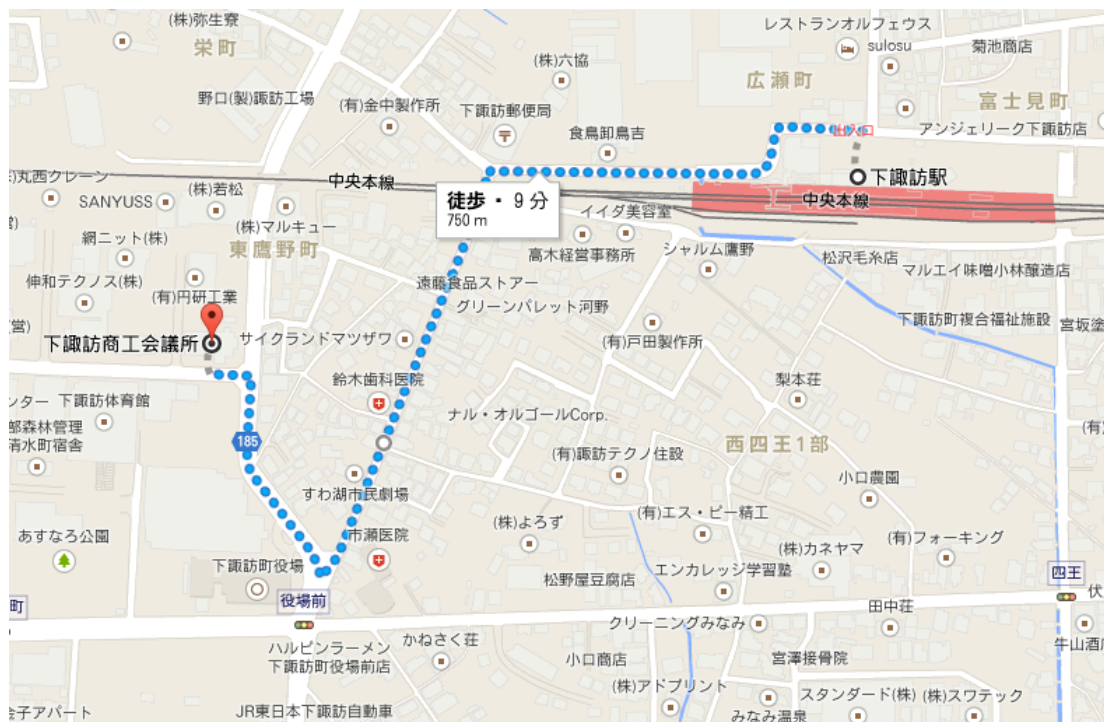 (株)弥生寮
レストランオルフェウス
栄町
sulosu
菊池商店
(株)六協
広瀬町
野口(製)諏訪工場
(有)金中製作所
下諏訪郵便局
富士見町
食鳥卸鳥吉
出入口
アンジェリーク下諏訪店
丸西クレーン
中央本線
下諏訪駅
(株)若松
SANYUSS
徒歩・9 分
750 m
中央本線
イイダ美容室
(株)マルキュー
網ニット(株)
東鷹野町
高木経営事務所
シャルム鷹野
松沢毛糸店
マルエイ味噌小林醸造店
伸和テクノス(株)
遠藤食品ストアー
(有)円研工業
グリーンパレット河野
下諏訪町複合福祉施設
宮坂塗
営)
下諏訪商工会議所
サイクランドマツザワ
(有)戸田製作所
鈴木歯科医院
梨本荘
ンター
下諏訪体育館
ナル・オルゴールCorp.
部森林管理
清水町宿舎
185
西四王1部
(有)諏訪テクノ住設
小口農園
すわ湖市民劇場
(有)エス・ピー精工
(株)よろず
あすなろ公園
市瀬医院
(有)フォーキング
(株)カネヤマ
下諏訪町役場
エンカレッジ学習塾
松野屋豆腐店
四王
伏
町
役場前
田中荘
クリーニングみなみ
ハルピンラーメン
下諏訪町役場前店
かねさく荘
牛山酒店
小口商店
宮澤接骨院
(株)アドプリント
スタンダード(株)
(株)スワテック
金子アパート
JR東日本下諏訪自動車
みなみ温泉